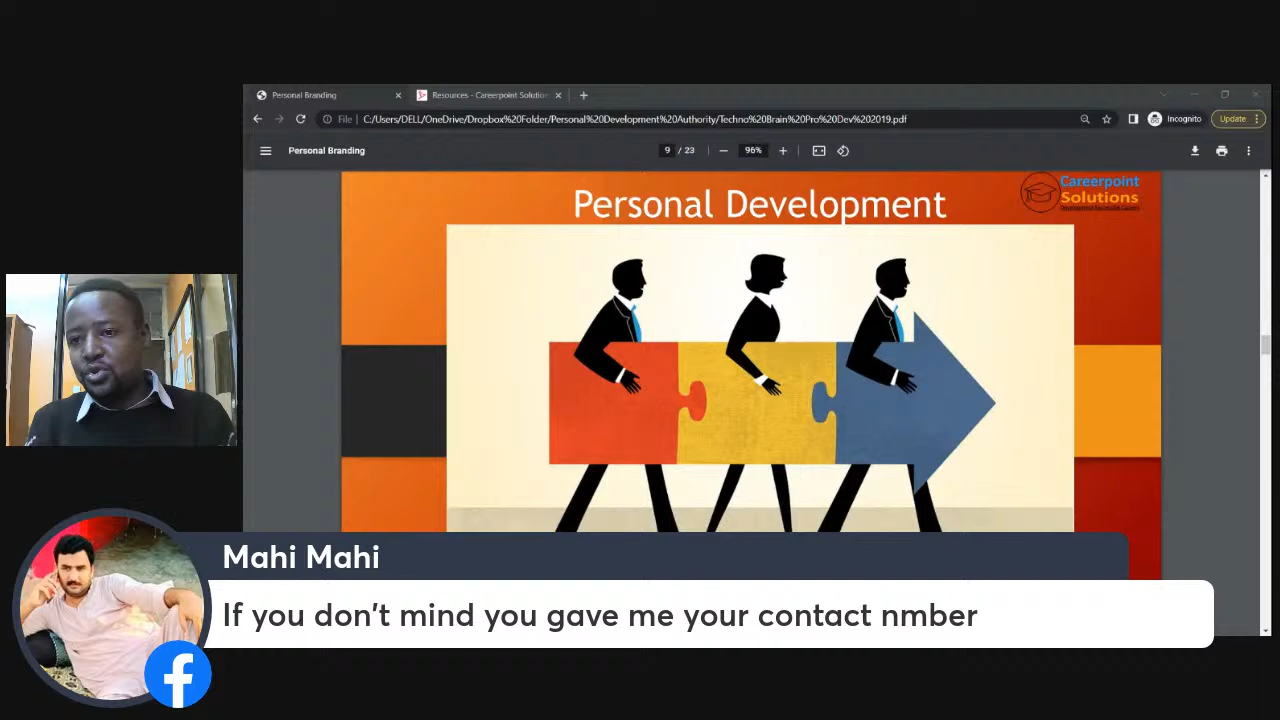 Personal Branding
Resources - Careerpoint Solution
File
C:/Users/DELL/OneDrive/Dropbox%20Folder/Personal%20Development%20Authority/Techno%20Brain%20Pro%20Dev%202019.pdf
Incognito
Update
Personal Branding
9 / 23
96%
Personal Development
Careerpoint
Solutions
Mahi Mahi
If you don't mind you gave me your contact nmber